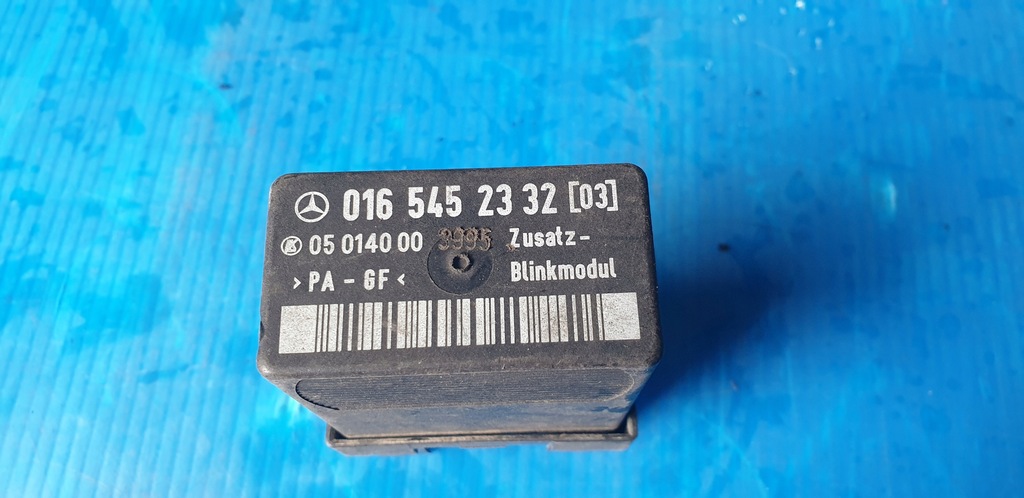 016 545 23 32 [03]
05 0140 00 3995 Zusatz-
>PA-GF< Blinkmodul